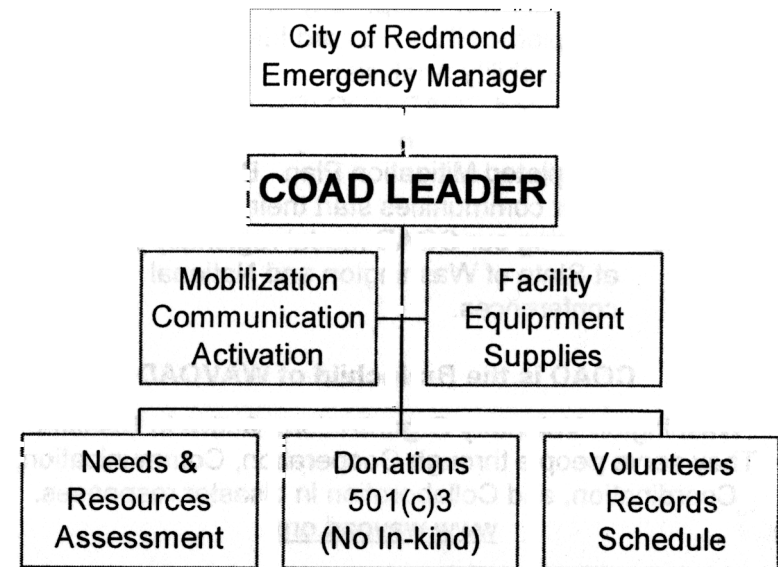 City of Redmond
Emergency Manager
COAD LEADER
Mobilization
Communication
Activation
Facility
Equiprment
Supplies
Needs &
Resources
Assessment
Donations
501(c)3
(No In-kind)
Volunteers
Records
Schedule